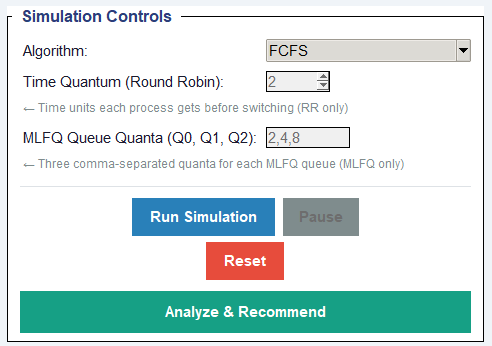 Simulation Controls
Algorithm: FCFS
Time Quantum (Round Robin): 2
← Time units each process gets before switching (RR only)
MLFQ Queue Quanta (Q0, Q1, Q2): 2,4,8
← Three comma-separated quanta for each MLFQ queue (MLFQ only)
Run Simulation Pause
Reset
Analyze & Recommend